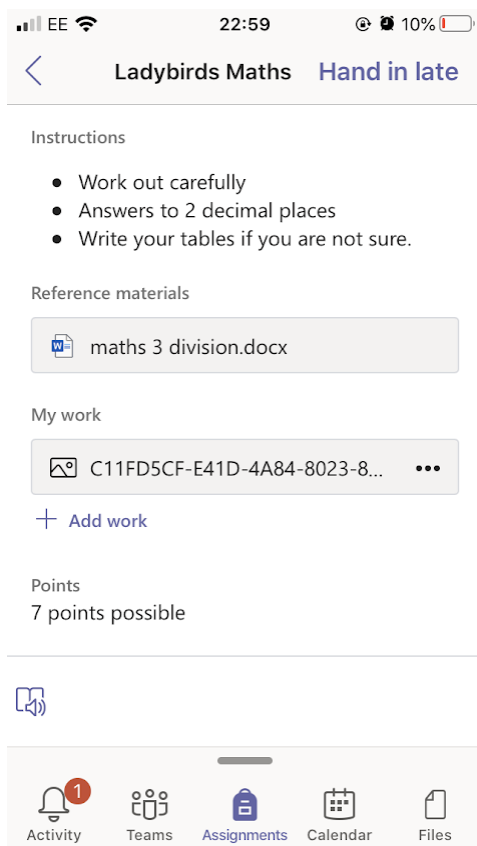 EE 22:59 10%
Ladybirds Maths Hand in late
Instructions
• Work out carefully
• Answers to 2 decimal places
• Write your tables if you are not sure.
Reference materials
maths 3 division.docx
My work
C11FD5CF-E41D-4A84-8023-8...
Add work
Points
7 points possible
1
Activity Teams Assignments Calendar Files